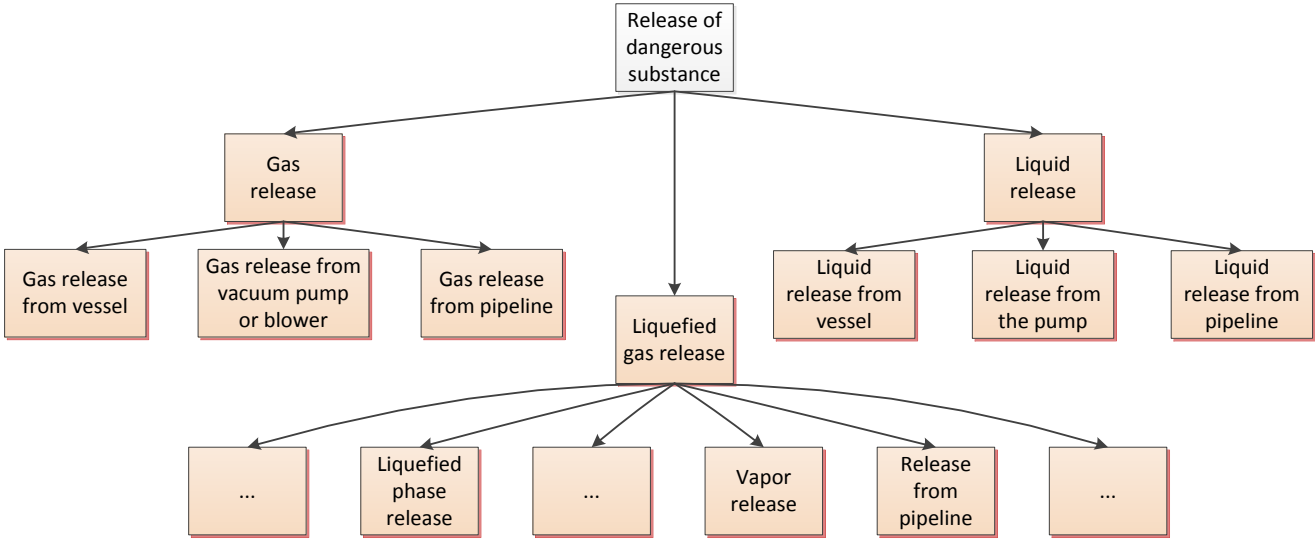 Release of
dangerous
substance
Gas
release
Liquid
release
Gas release
from vessel
Gas release from
vacuum pump
or blower
Gas release
from pipeline
Liquefied
gas release
Liquid
release from
vessel
Liquid
release from
the pump
Liquid
release from
pipeline
...
Liquefied
phase
release
...
Vapor
release
Release
from
pipeline
...